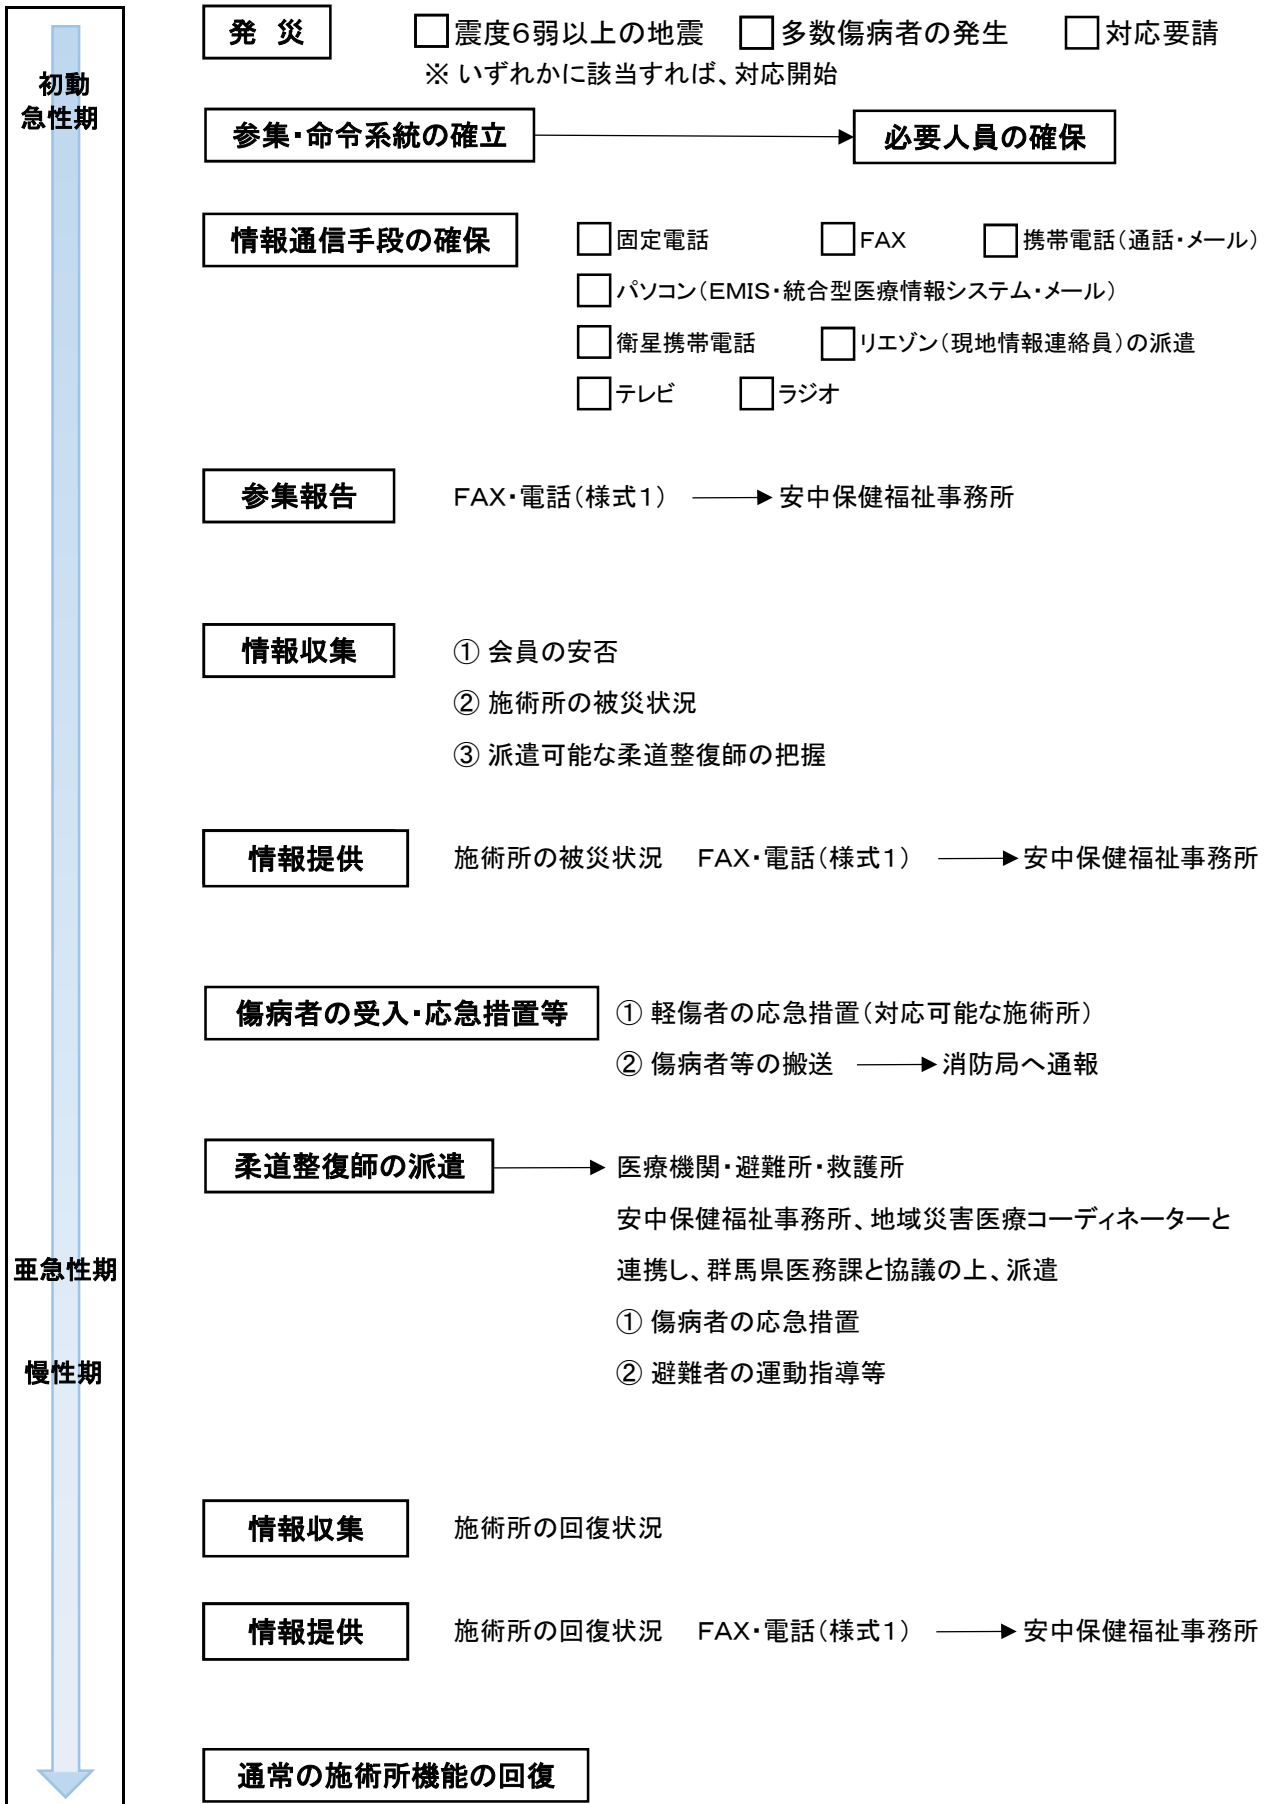 発 災 □震度6弱以上の地震 □多数傷病者の発生 □対応要請
※ いずれかに該当すれば、対応開始
初動
急性期
参集・命令系統の確立 必要人員の確保
情報通信手段の確保 □固定電話 □FAX □携帯電話(通話・メール)
□パソコン(EMIS・統合型医療情報システム・メール)
□衛星携帯電話 □リエゾン(現地情報連絡員)の派遣
□テレビ □ラジオ
参集報告 FAX・電話(様式1) → 安中保健福祉事務所
情報収集 ① 会員の安否
② 施術所の被災状況
③ 派遣可能な柔道整復師の把握
情報提供 施術所の被災状況 FAX・電話(様式1) → 安中保健福祉事務所
傷病者の受入・応急措置等 ① 軽傷者の応急措置(対応可能な施術所)
② 傷病者等の搬送 → 消防局へ通報
柔道整復師の派遣 → 医療機関・避難所・救護所
安中保健福祉事務所、地域災害医療コーディネーターと
亜急性期 連携し、群馬県医務課と協議の上、派遣
① 傷病者の応急措置
慢性期 ② 避難者の運動指導等
情報収集 施術所の回復状況
情報提供 施術所の回復状況 FAX・電話(様式1) → 安中保健福祉事務所
通常の施術所機能の回復